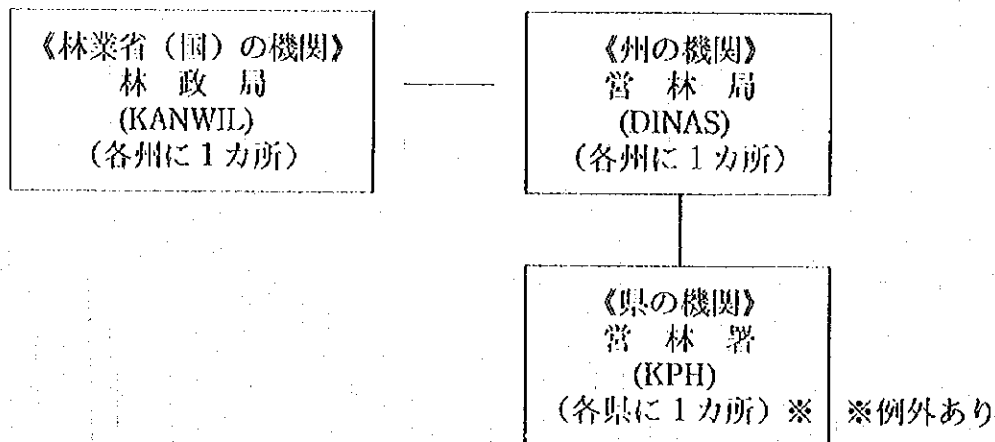 《林業省（国）の機関》
林 政 局
(KANWIL)
（各州に1カ所）
《州の機関》
営 林 局
(DINAS)
（各州に1カ所）
《県の機関》
営 林 署
(KPH)
（各県に1カ所）※
※例外あり